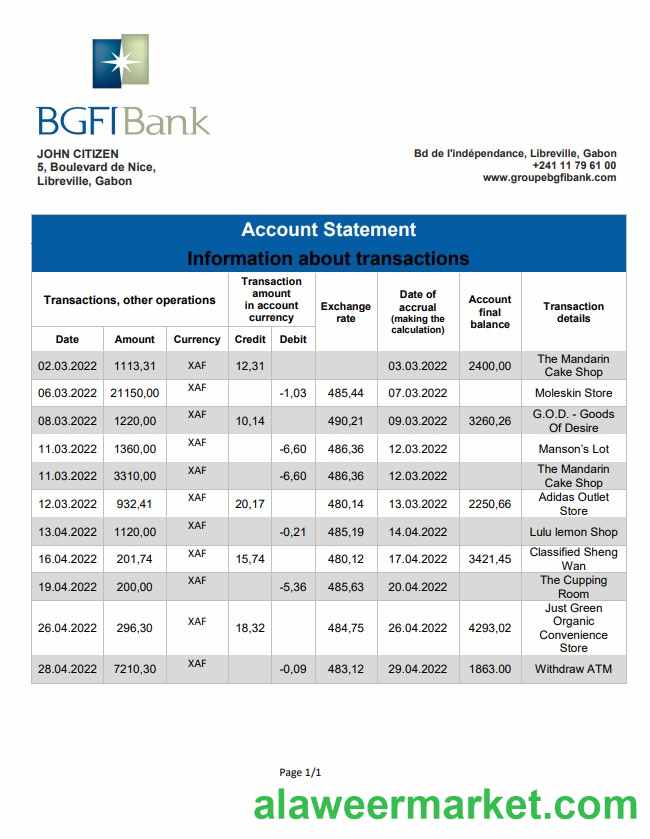 BGFIBank
JOHN CITIZEN
5, Boulevard de Nice,
Libreville, Gabon
Bd de l'indépendance, Libreville, Gabon
+241 11 79 61 00
www.groupebgfibank.com
Account Statement
Information about transactions
Transactions, other operations
Transaction
amount
in account
currency
Exchange
rate
Date of
accrual
(making the
calculation)
Account
final
balance
Transaction
details
Date Amount Currency Credit Debit
02.03.2022 1113,31 XAF 12,31 03.03.2022 2400,00 The Mandarin
Cake Shop
06.03.2022 21150,00 XAF -1,03 485,44 07.03.2022 Moleskin Store
08.03.2022 1220,00 XAF 10,14 490,21 09.03.2022 3260,26 G.O.D. - Goods
Of Desire
11.03.2022 1360,00 XAF -6,60 486,36 12.03.2022 Manson's Lot
11.03.2022 3310,00 XAF -6,60 486,36 12.03.2022 The Mandarin
Cake Shop
12.03.2022 932,41 XAF 20,17 480,14 13.03.2022 2250,66 Adidas Outlet
Store
13.04.2022 1120,00 XAF -0,21 485,19 14.04.2022 Lulu lemon Shop
16.04.2022 201,74 XAF 15,74 480,12 17.04.2022 3421,45 Classified Sheng
Wan
19.04.2022 200,00 XAF -5,36 485,63 20.04.2022 The Cupping
Room
26.04.2022 296,30 XAF 18,32 484,75 26.04.2022 4293,02 Just Green
Organic
Convenience
Store
28.04.2022 7210,30 XAF -0,09 483,12 29.04.2022 1863.00 Withdraw ATM
Page 1/1
alaweermarket.com